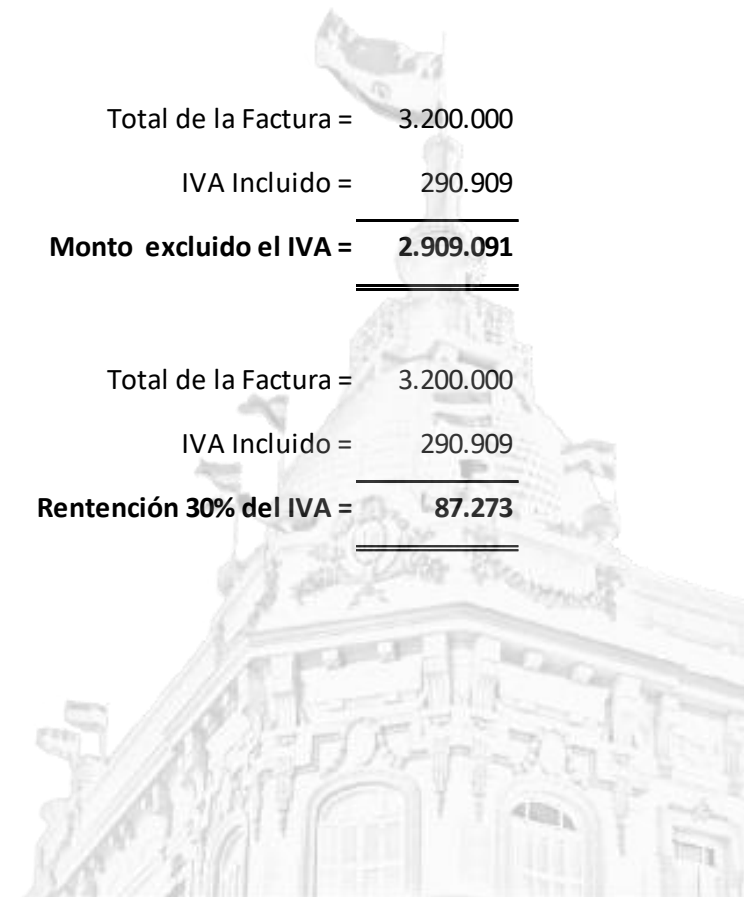 Total de la Factura = 3.200.000
IVA Incluido = 290.909
Monto excluido el IVA = 2.909.091
Total de la Factura = 3.200.000
IVA Incluido = 290.909
Rentención 30% del IVA = 87.273